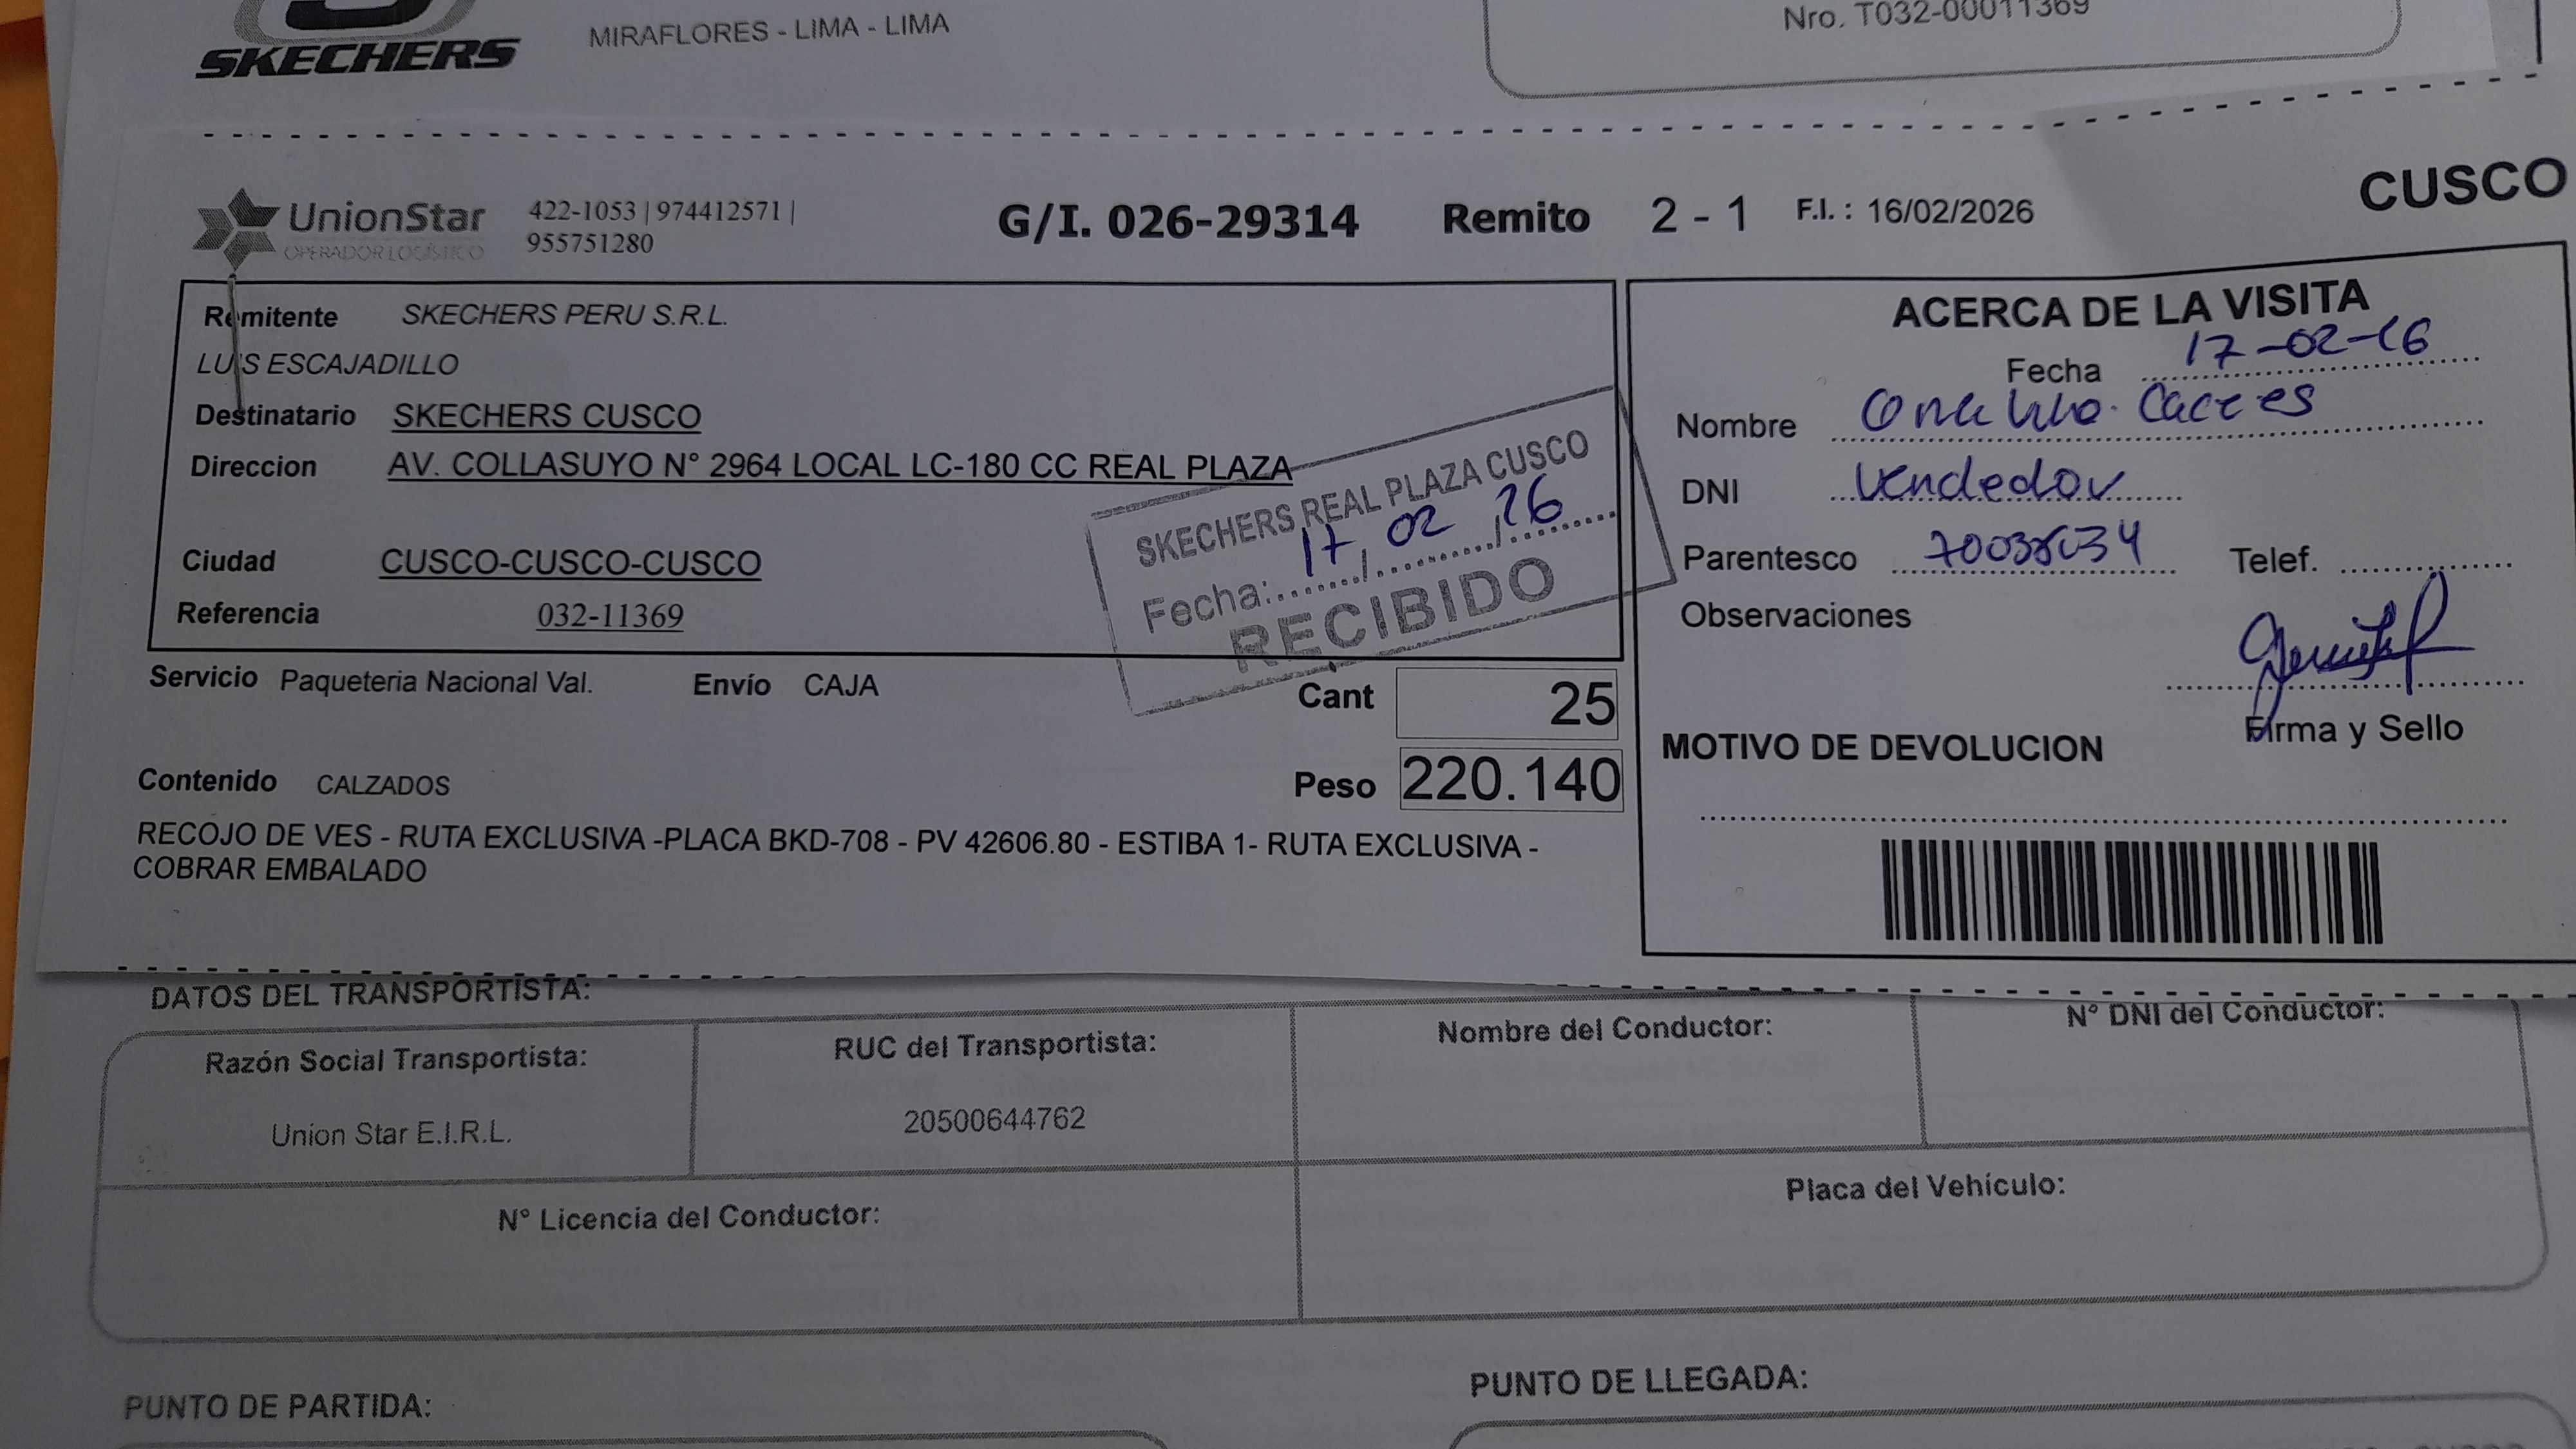 SKECHERS
MIRAFLORES - LIMA - LIMA
Nro. T032-00011369
UnionStar
OPERADOR LOGÍSTICO
422-1053 | 974412571 |
955751280
G/I. 026-29314 Remito 2 - 1 F.I. : 16/02/2026
CUSCO
Remitente SKECHERS PERU S.R.L.
LUIS ESCAJADILLO
Destinatario SKECHERS CUSCO
Direccion AV. COLLASUYO N° 2964 LOCAL LC-180 CC REAL PLAZA
Ciudad CUSCO-CUSCO-CUSCO
Referencia 032-11369
SKECHERS REAL PLAZA CUSCO
Fecha: 17 / 02 / 26
RECIBIDO
Servicio Paqueteria Nacional Val. Envío CAJA
Cant 25
Contenido CALZADOS
Peso 220.140
RECOJO DE VES - RUTA EXCLUSIVA -PLACA BKD-708 - PV 42606.80 - ESTIBA 1- RUTA EXCLUSIVA -
COBRAR EMBALADO
ACERCA DE LA VISITA
Fecha 17-02-26
Nombre Caceres
DNI Vendedor
Parentesco Telef.
Observaciones
Firma y Sello
MOTIVO DE DEVOLUCION
DATOS DEL TRANSPORTISTA:
Razón Social Transportista:
Union Star E.I.R.L.
RUC del Transportista:
20500644762
Nombre del Conductor:
N° DNI del Conductor:
N° Licencia del Conductor:
Placa del Vehículo:
PUNTO DE PARTIDA:
PUNTO DE LLEGADA: